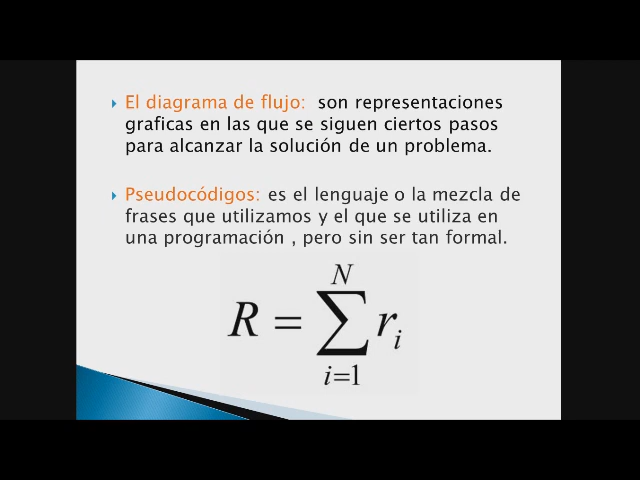 El diagrama de flujo: son representaciones
graficas en las que se siguen ciertos pasos
para alcanzar la solución de un problema.
Pseudocódigos: es el lenguaje o la mezcla de
frases que utilizamos y el que se utiliza en
una programación , pero sin ser tan formal.
N
R = ∑ rᵢ
i=1